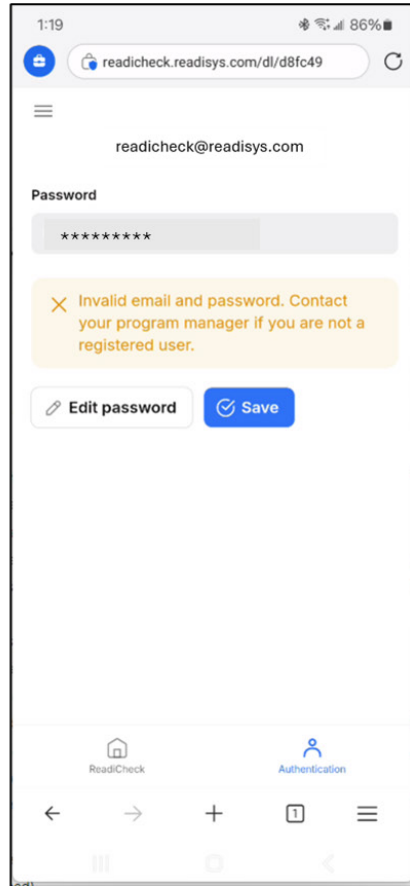 1:19 86%
readicheck.readisys.com/dl/d8fc49
readicheck@readisys.com
Password
*********
Invalid email and password. Contact
your program manager if you are not a
registered user.
Edit password Save
ReadiCheck Authentication
1